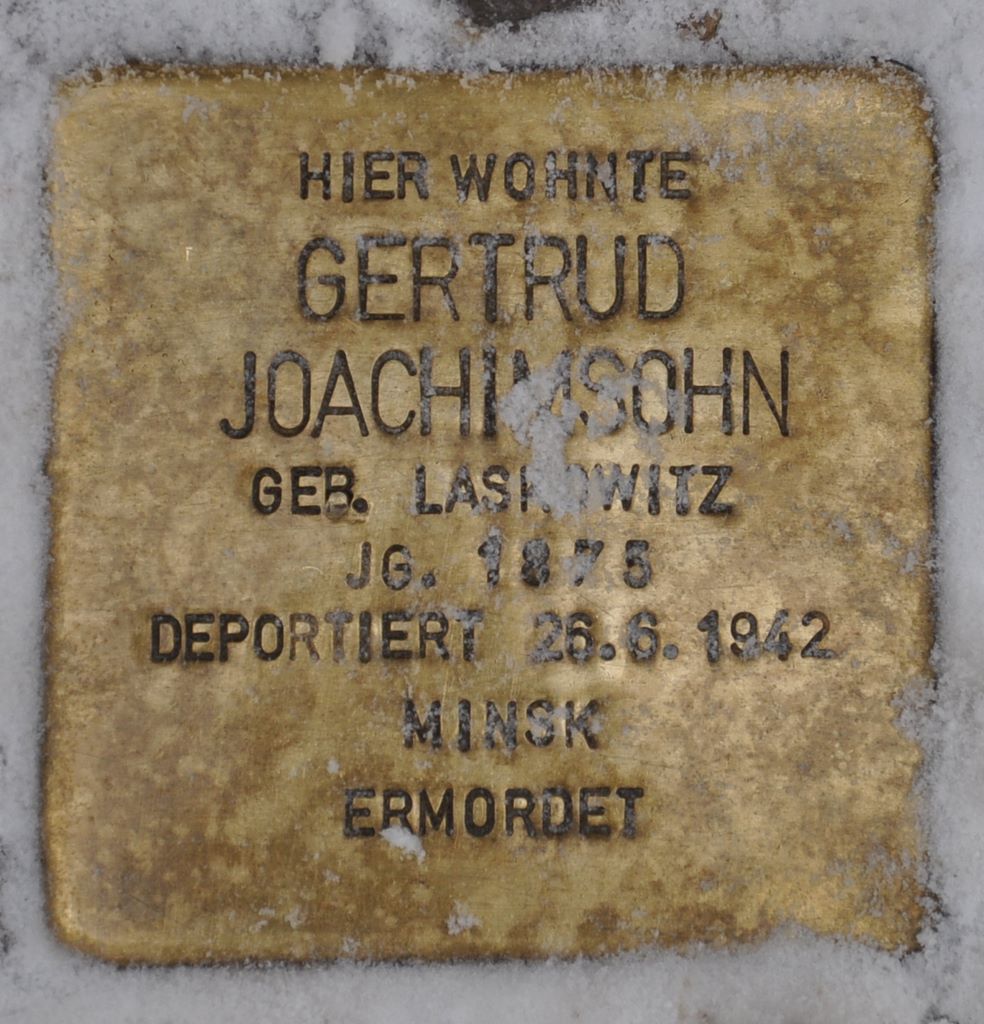 HIER WOHNTE
GERTRUD
JOACHIMSOHN
GEB. LASKOWITZ
JG. 1875
DEPORTIERT 26.6.1942
MINSK
ERMORDET